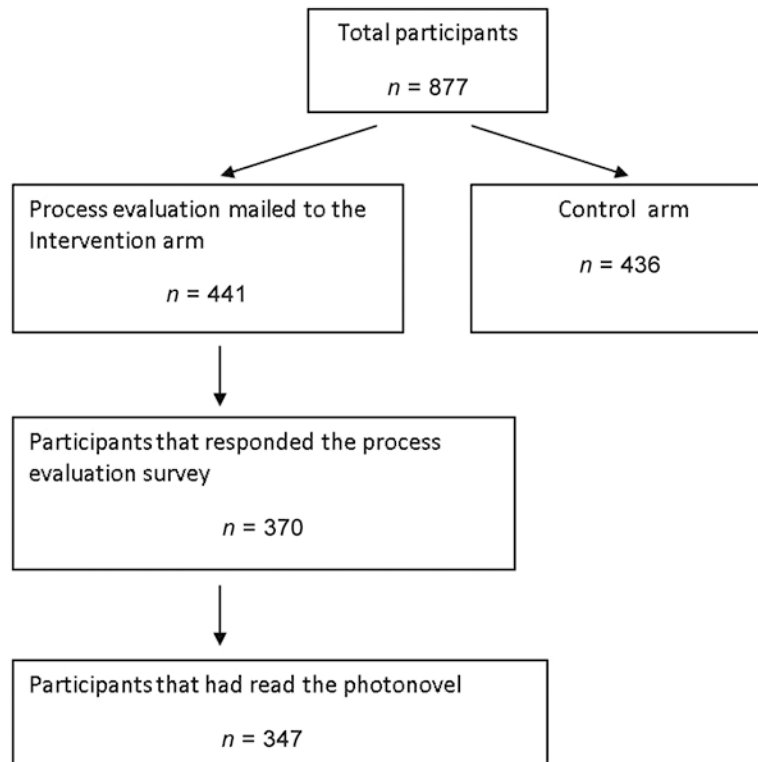 Total participants
n = 877
Process evaluation mailed to the
Intervention arm
n = 441
Control arm
n = 436
Participants that responded the process
evaluation survey
n = 370
Participants that had read the photonovel
n = 347